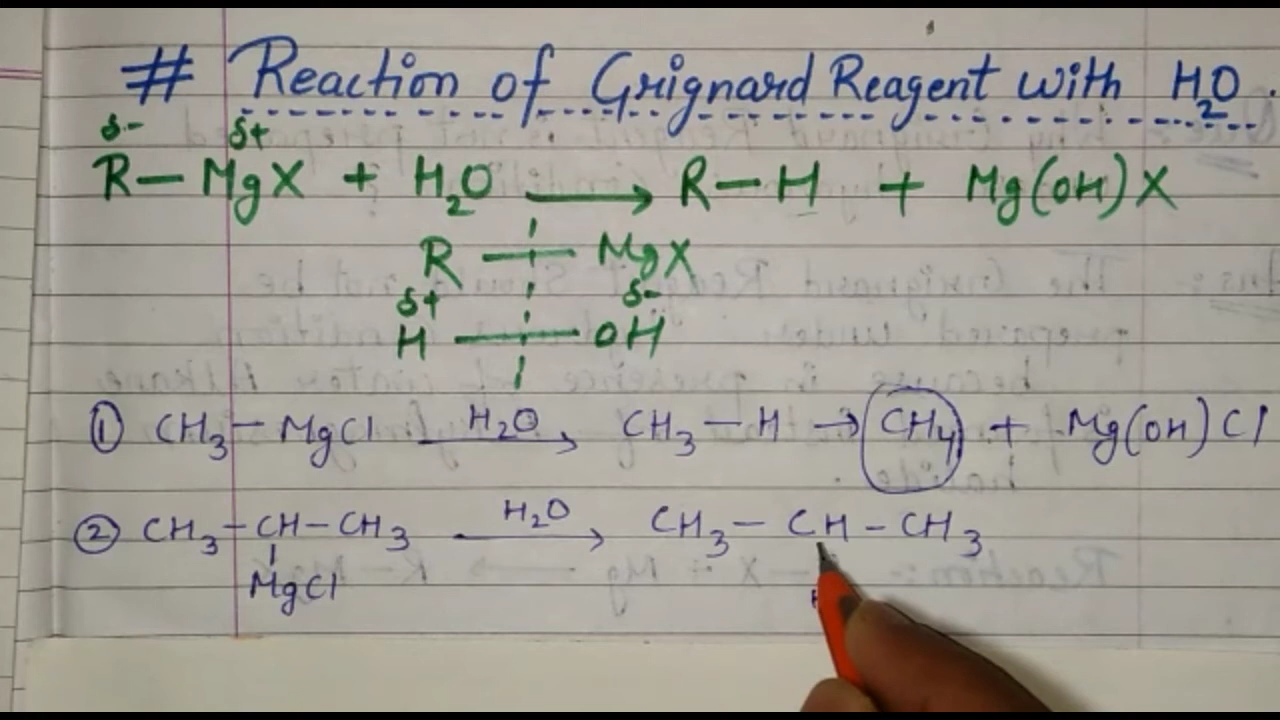 # Reaction of Grignard Reagent with H2O.
δ- δ+
R—MgX + H2O → R—H + Mg(OH)X
R — MgX
δ+ δ-
H — OH
① CH3—MgCl H2O → CH3—H → CH4 + Mg(OH)Cl
② CH3—CH—CH3 H2O → CH3—CH—CH3
MgCl